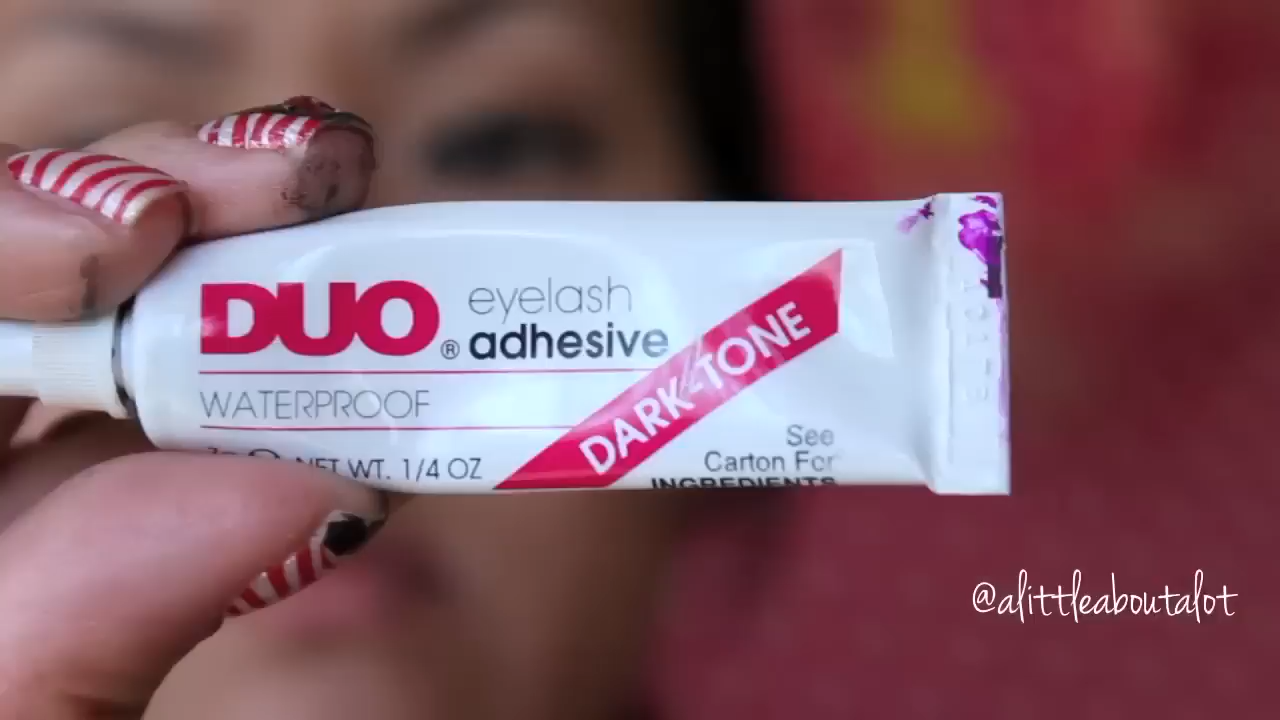 DUO® eyelash
adhesive
WATERPROOF
NET WT. 1/4 OZ
DARK-TONE
See
Carton For
INGREDIENTS
@alittleaboutalot